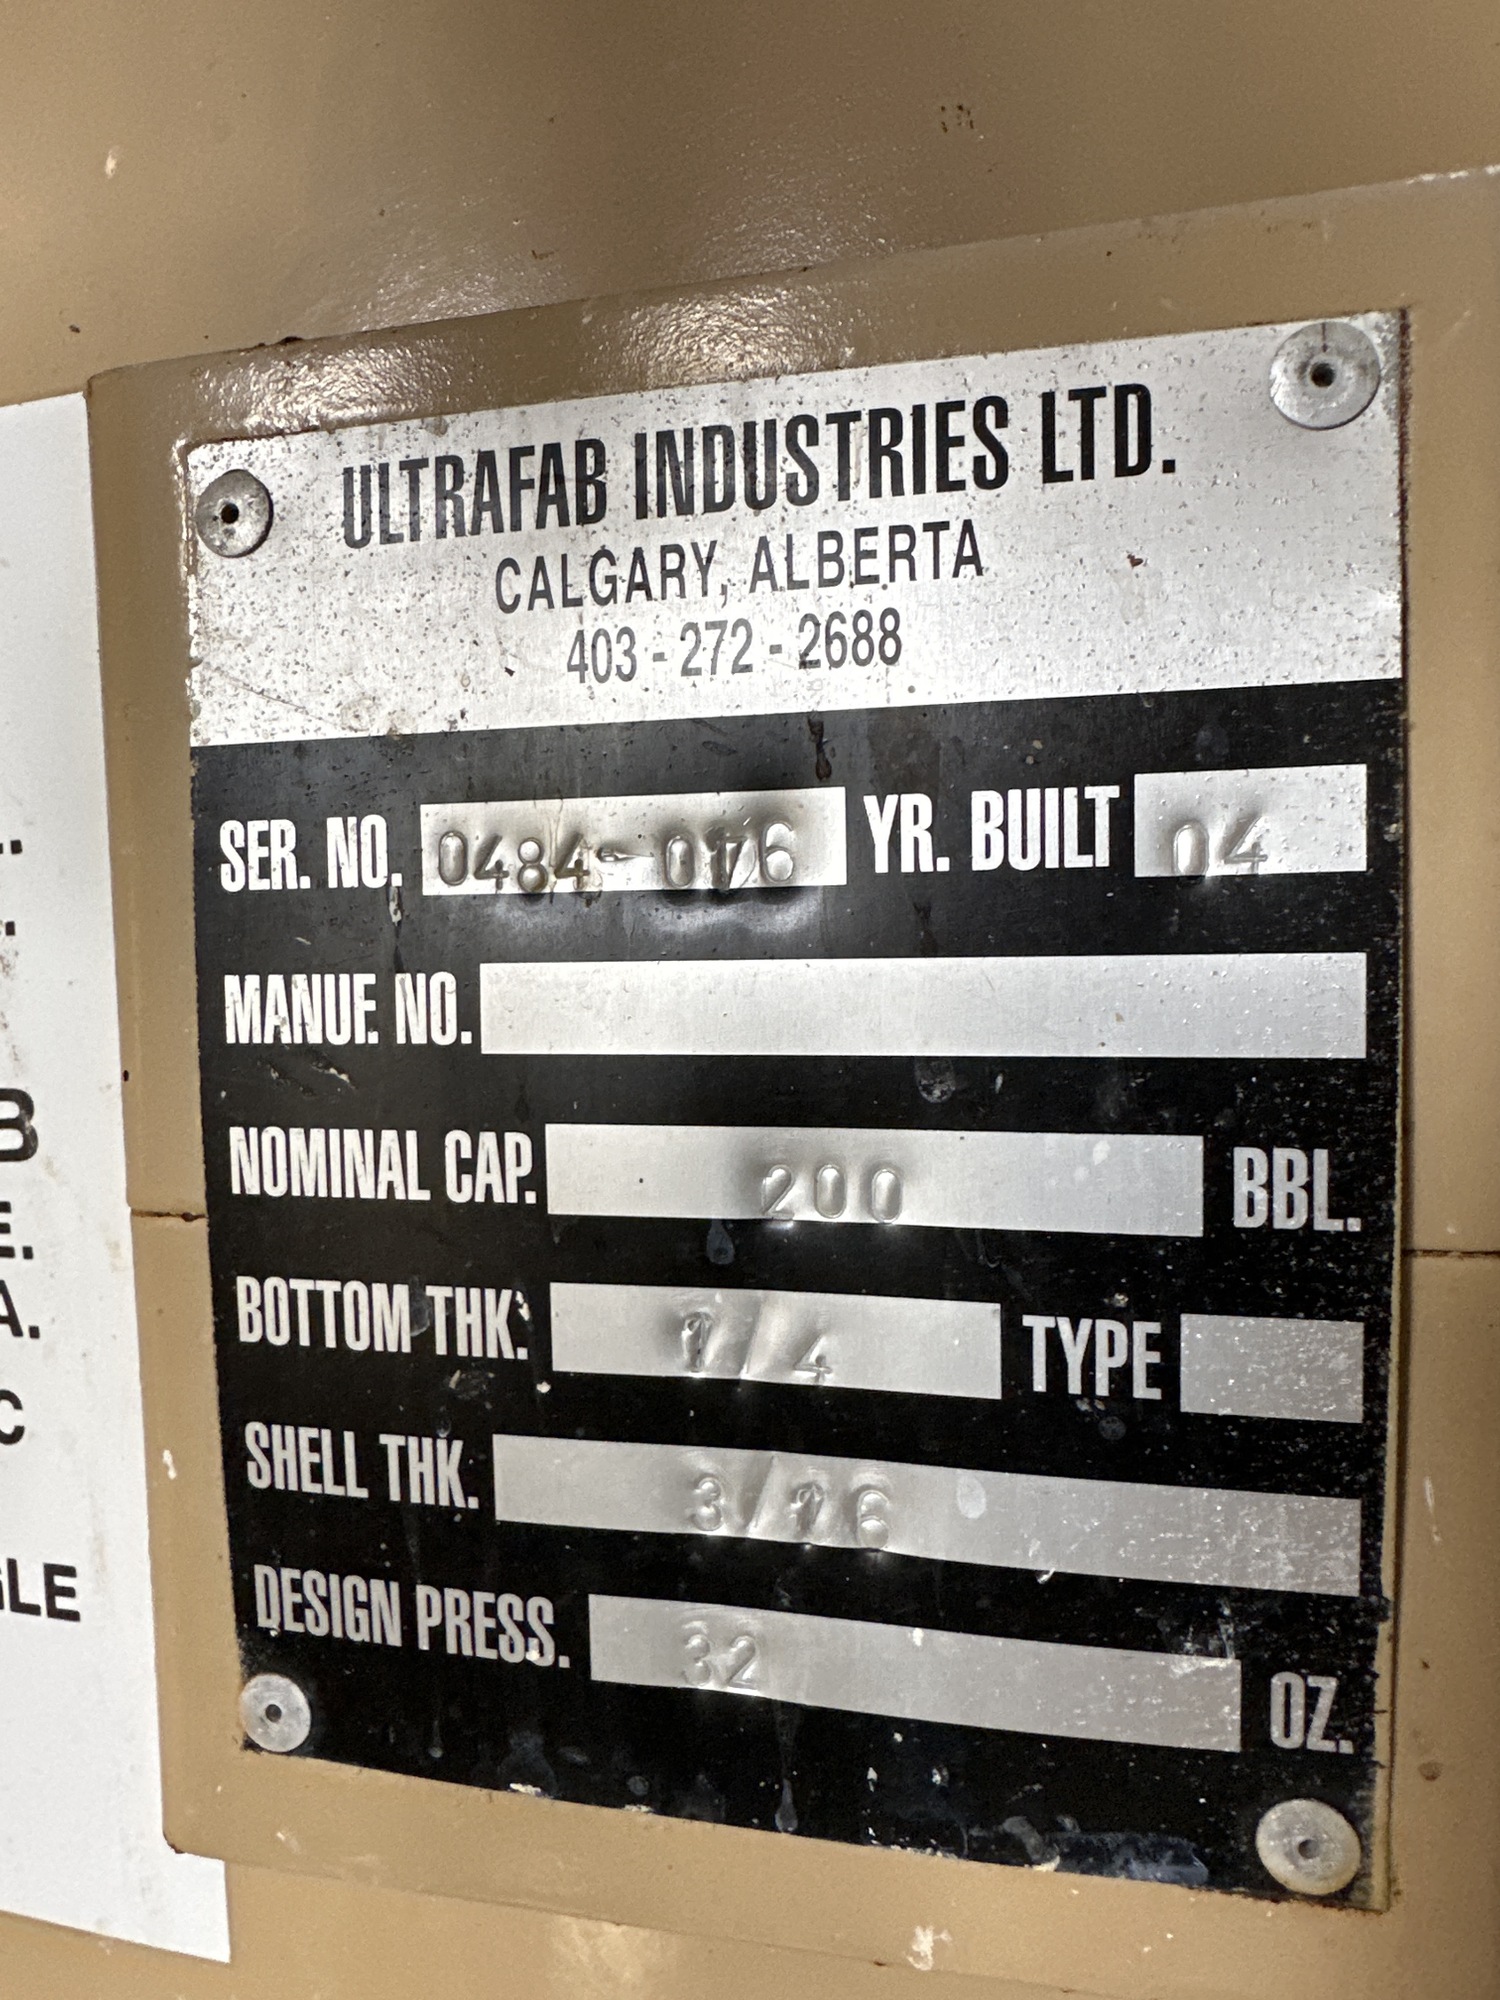 ULTRAFAB INDUSTRIES LTD.
CALGARY, ALBERTA
403-272-2688
SER. NO. 0484-076 YR. BUILT 04
MANUF. NO.
NOMINAL CAP. 200 BBL.
BOTTOM THK. 1/4 TYPE
SHELL THK. 3/16
DESIGN PRESS. 32 OZ.
B
E.
A.
C
GLE